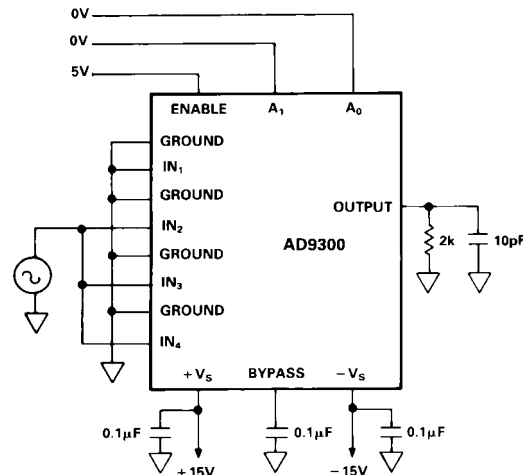 0V
0V
5V
ENABLE A1 A0
GROUND
IN1
GROUND
IN2
GROUND
IN3
GROUND
IN4
OUTPUT
AD9300
2k
10pF
+VS BYPASS −VS
0.1µF
0.1µF
0.1µF
+15V
−15V